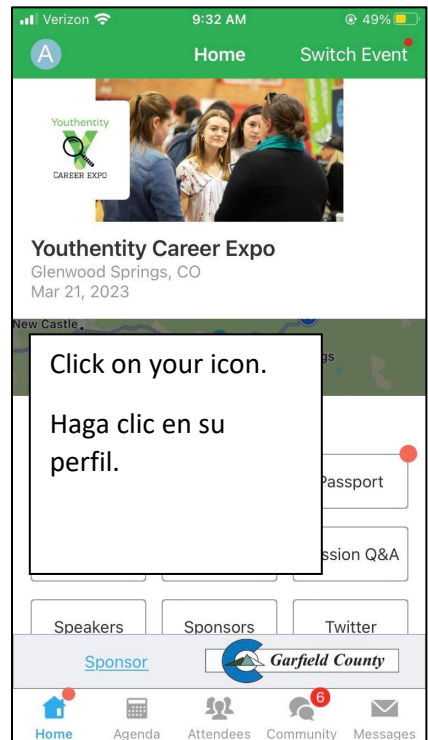 Verizon 9:32 AM 49%
A Home Switch Event
Youthentity
Y
CAREER EXPO
Youthentity Career Expo
Glenwood Springs, CO
Mar 21, 2023
New Castle
gs
Click on your icon.
Haga clic en su
perfil.
Passport
ssion Q&A
Speakers Sponsors Twitter
Sponsor C Garfield County
6
Home Agenda Attendees Community Messages